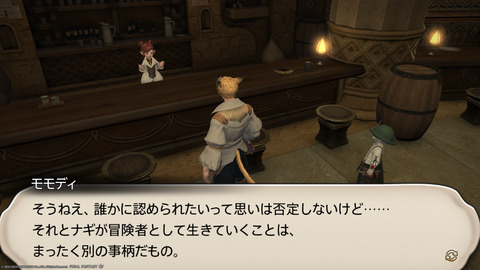 モモディ
そうねえ、誰かに認められたいって思いは否定しないけど……
それとナギが冒険者として生きていくことは、
まったく別の事柄だもの。